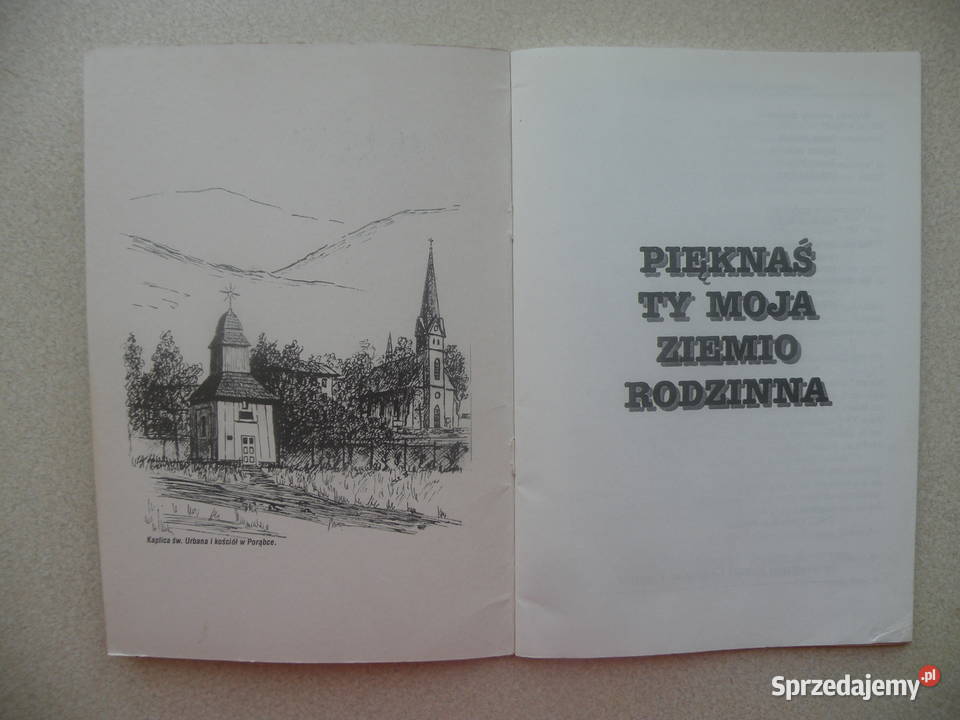 Kaplica św. Urbana i kościół w Porąbce.
PIĘKNAŚ
TY MOJA
ZIEMIO
RODZINNA
Sprzedajemy.pl